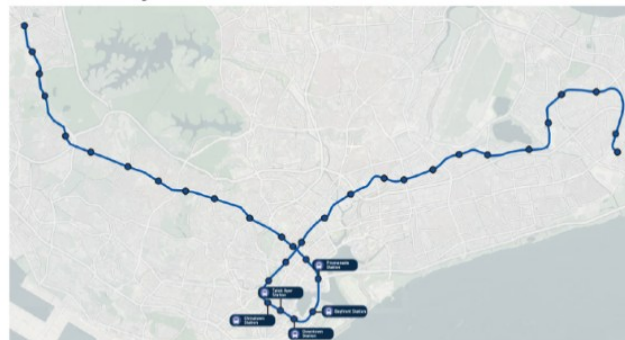 Promenade
Station
Telok Ayer
Station
Bayfront Station
Chinatown
Station
Downtown
Station